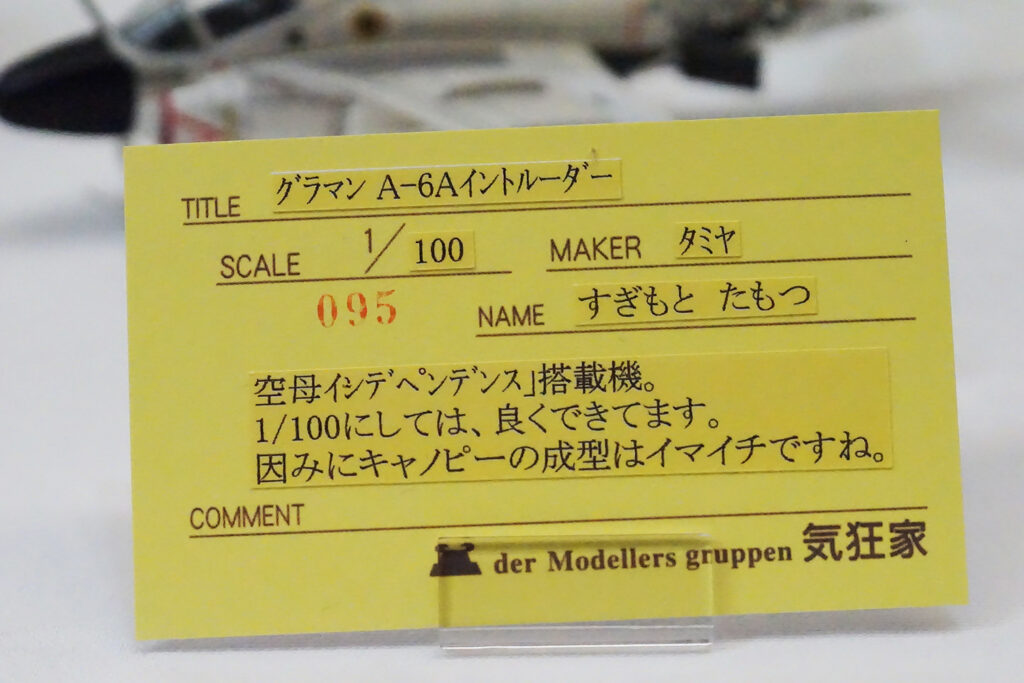 TITLE グラマン A-6Aイントルーダー
SCALE 1/100 MAKER タミヤ
095 NAME すぎもと たもつ
空母ｲｼﾃﾞﾍﾟﾝﾃﾞﾝｽ」搭載機。
1/100にしては、良くできてます。
因みにキャノピーの成型はイマイチですね。
COMMENT
der Modellers gruppen 気狂家